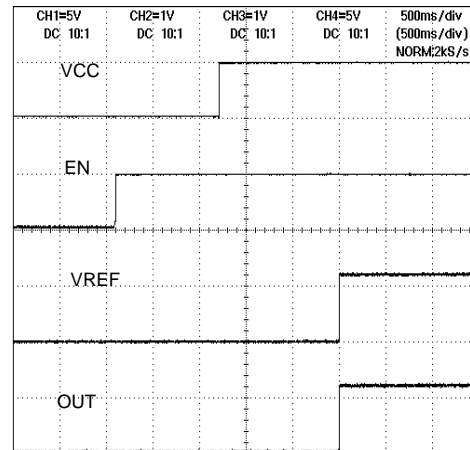 CH1=5V CH2=1V CH3=1V CH4=5V 500ms/div
DC 10:1 DC 10:1 DC 10:1 DC 10:1 (500ms/div)
NORM:2kS/s
VCC
EN
VREF
OUT